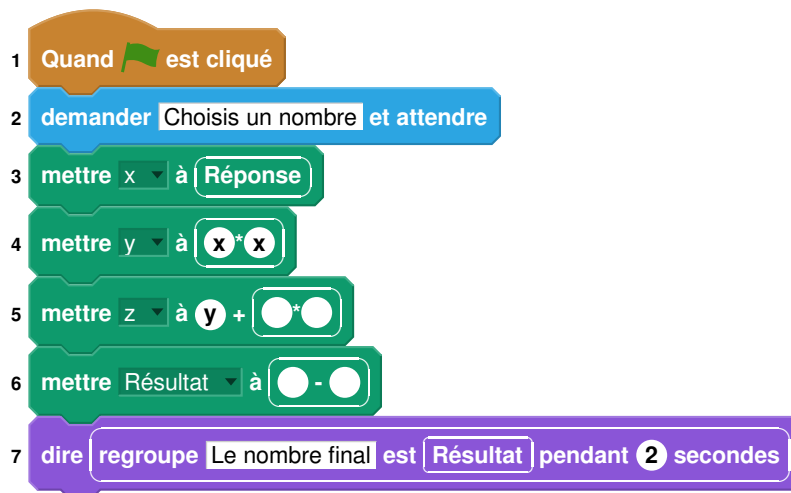 1 Quand est cliqué
2 demander Choisis un nombre et attendre
3 mettre x à Réponse
4 mettre y à x * x
5 mettre z à y + *
6 mettre Résultat à -
7 dire regroupe Le nombre final est Résultat pendant 2 secondes